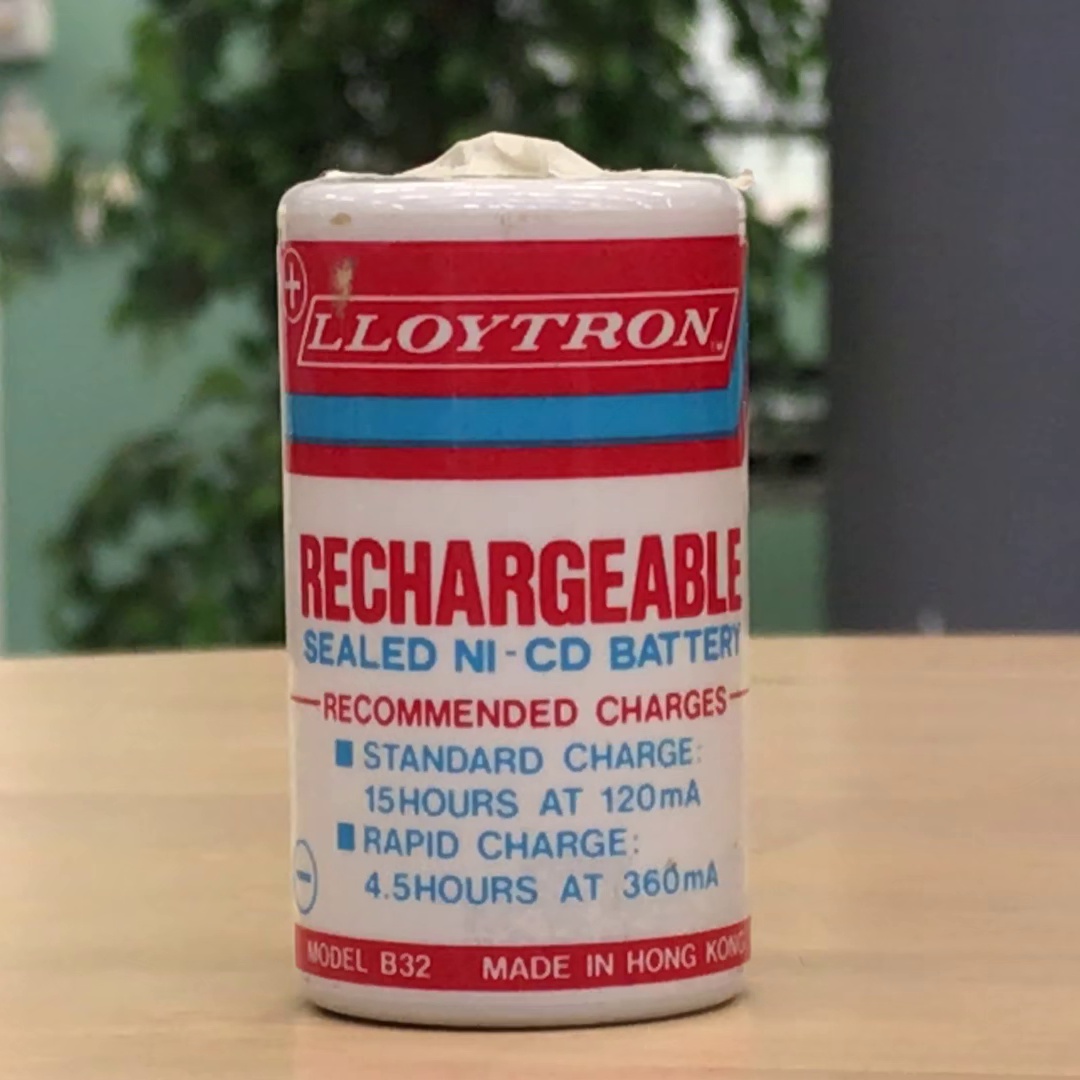 +
LLOYTRON™
RECHARGEABLE
SEALED NI-CD BATTERY
RECOMMENDED CHARGES
STANDARD CHARGE:
15HOURS AT 120mA
RAPID CHARGE:
4.5HOURS AT 360mA
−
MODEL B32 MADE IN HONG KONG